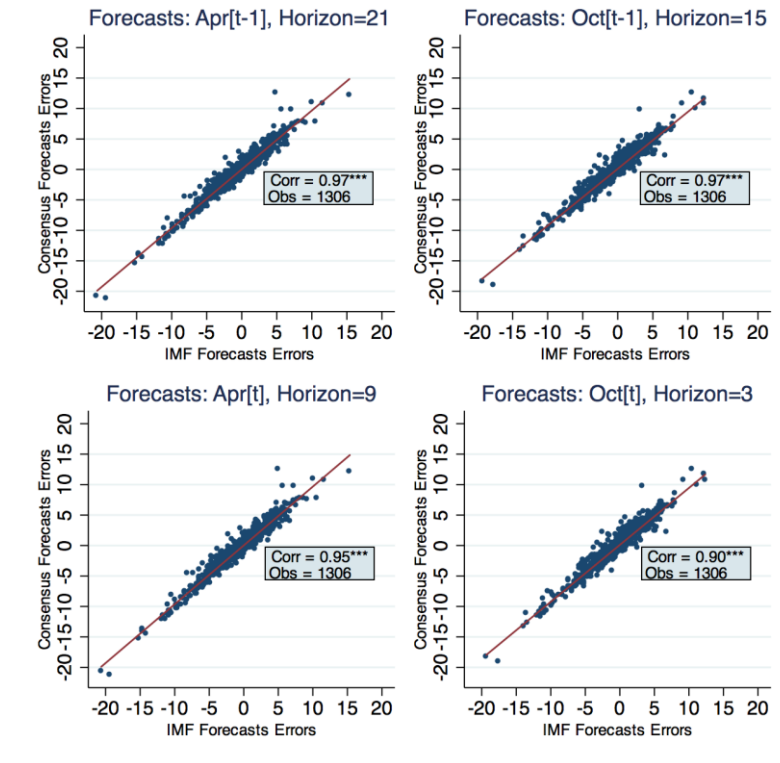 Forecasts: Apr[t-1], Horizon=21
Consensus Forecasts Errors
-20 -15 -10 -5 0 5 10 15 20
Corr = 0.97***
Obs = 1306
-20 -15 -10 -5 0 5 10 15 20
IMF Forecasts Errors
Forecasts: Oct[t-1], Horizon=15
Consensus Forecasts Errors
-20 -15 -10 -5 0 5 10 15 20
Corr = 0.97***
Obs = 1306
-20 -15 -10 -5 0 5 10 15 20
IMF Forecasts Errors
Forecasts: Apr[t], Horizon=9
Consensus Forecasts Errors
-20 -15 -10 -5 0 5 10 15 20
Corr = 0.95***
Obs = 1306
-20 -15 -10 -5 0 5 10 15 20
IMF Forecasts Errors
Forecasts: Oct[t], Horizon=3
Consensus Forecasts Errors
-20 -15 -10 -5 0 5 10 15 20
Corr = 0.90***
Obs = 1306
-20 -15 -10 -5 0 5 10 15 20
IMF Forecasts Errors